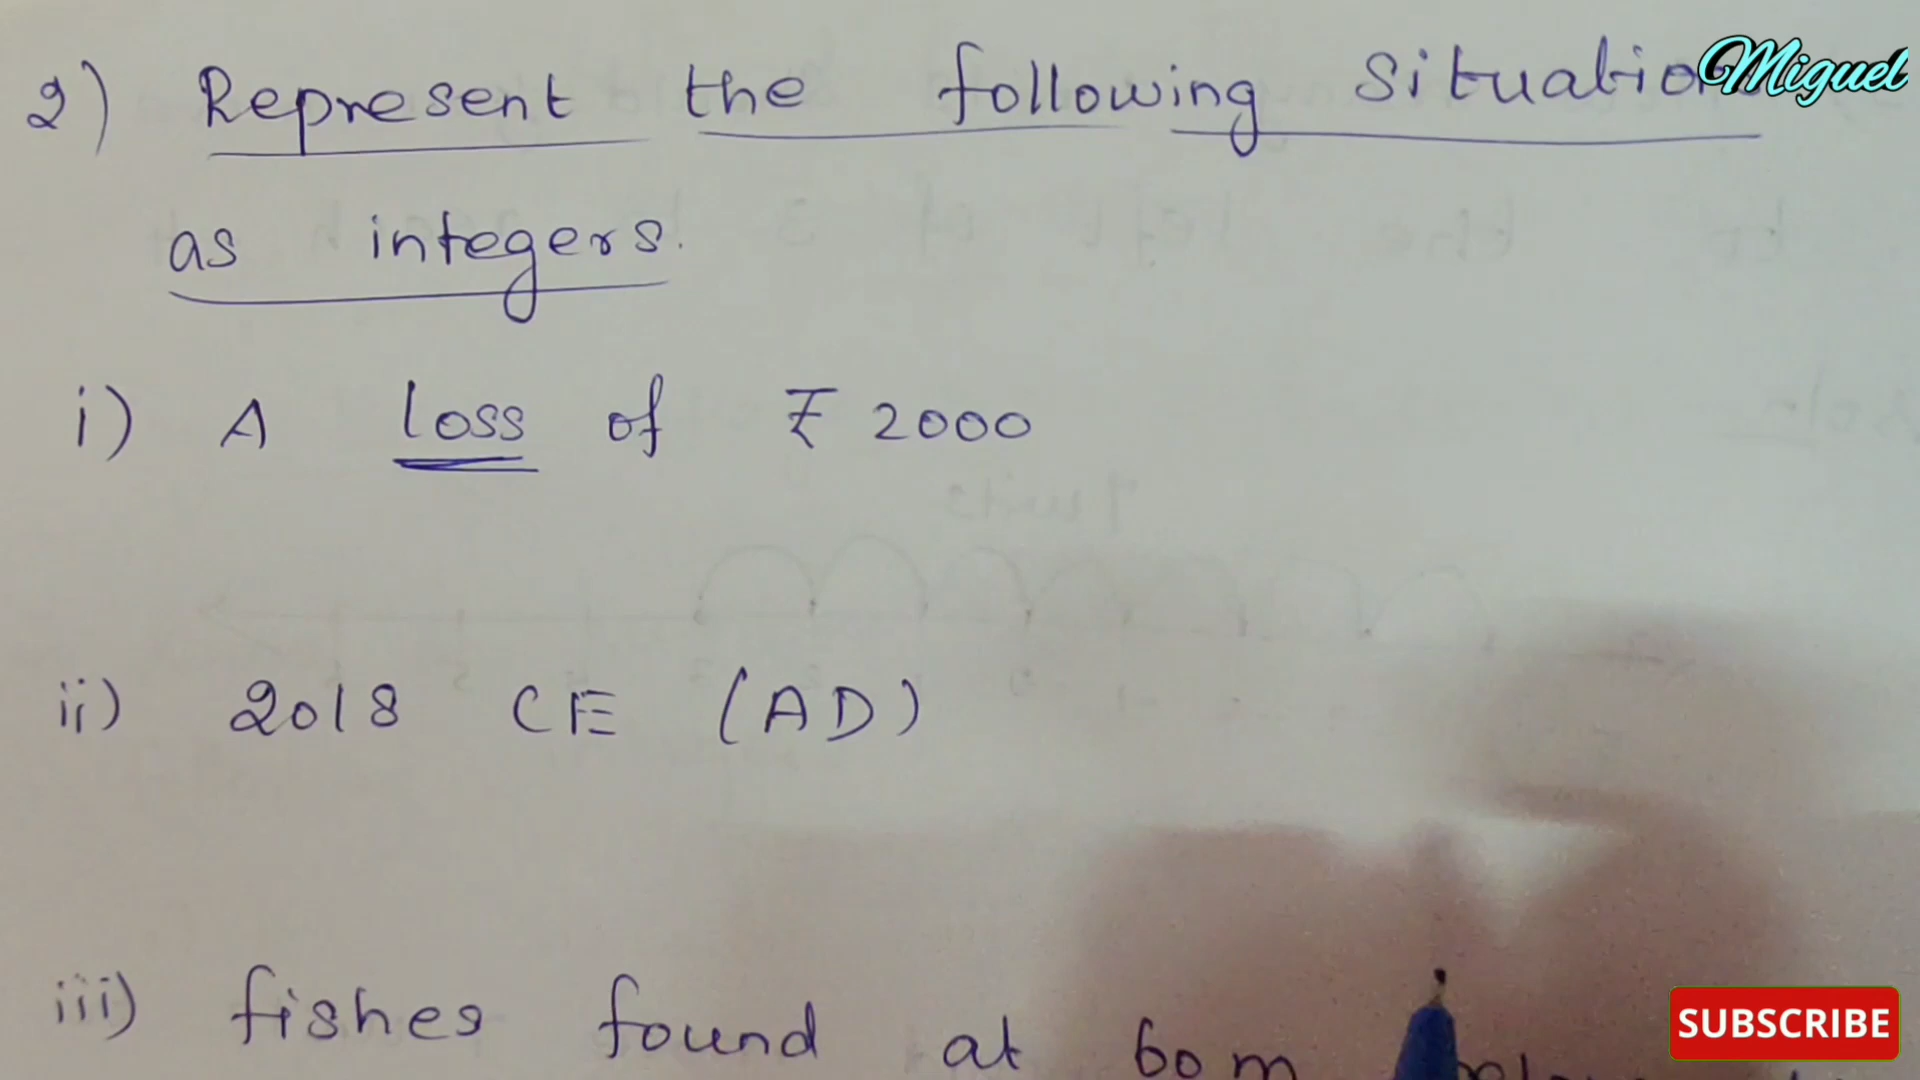 2) Represent the following Situation
Miguel
as integers.
i) A loss of ₹ 2000
ii) 2018 CE (AD)
iii) fishes found at 60 m
SUBSCRIBE